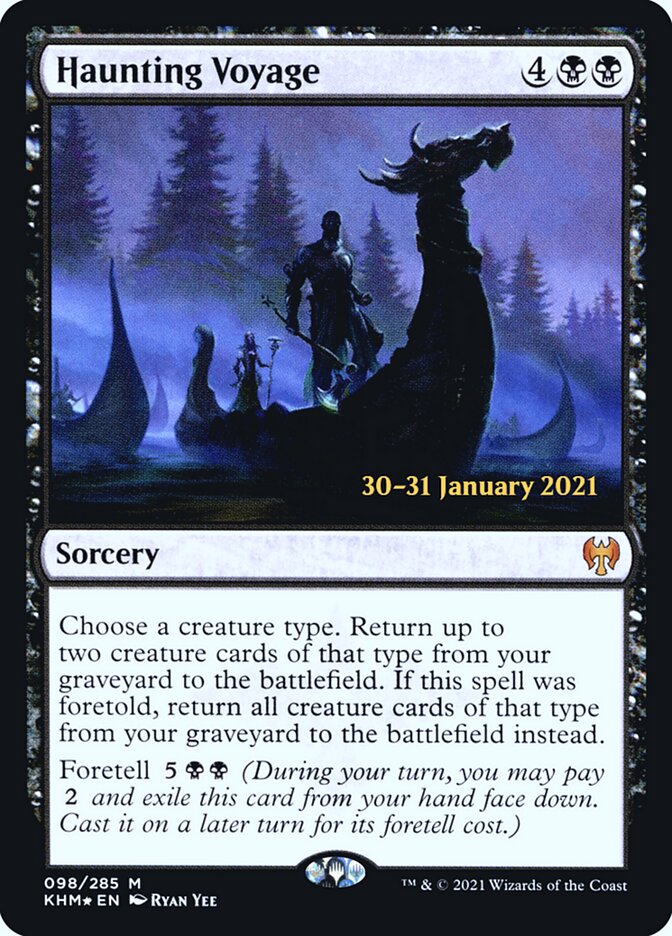 Haunting Voyage 4
30–31 January 2021
Sorcery
Choose a creature type. Return up to
two creature cards of that type from your
graveyard to the battlefield. If this spell was
foretold, return all creature cards of that type
from your graveyard to the battlefield instead.
Foretell 5 (During your turn, you may pay
2 and exile this card from your hand face down.
Cast it on a later turn for its foretell cost.)
098/285 M
KHM★EN Ryan Yee
™ & © 2021 Wizards of the Coast